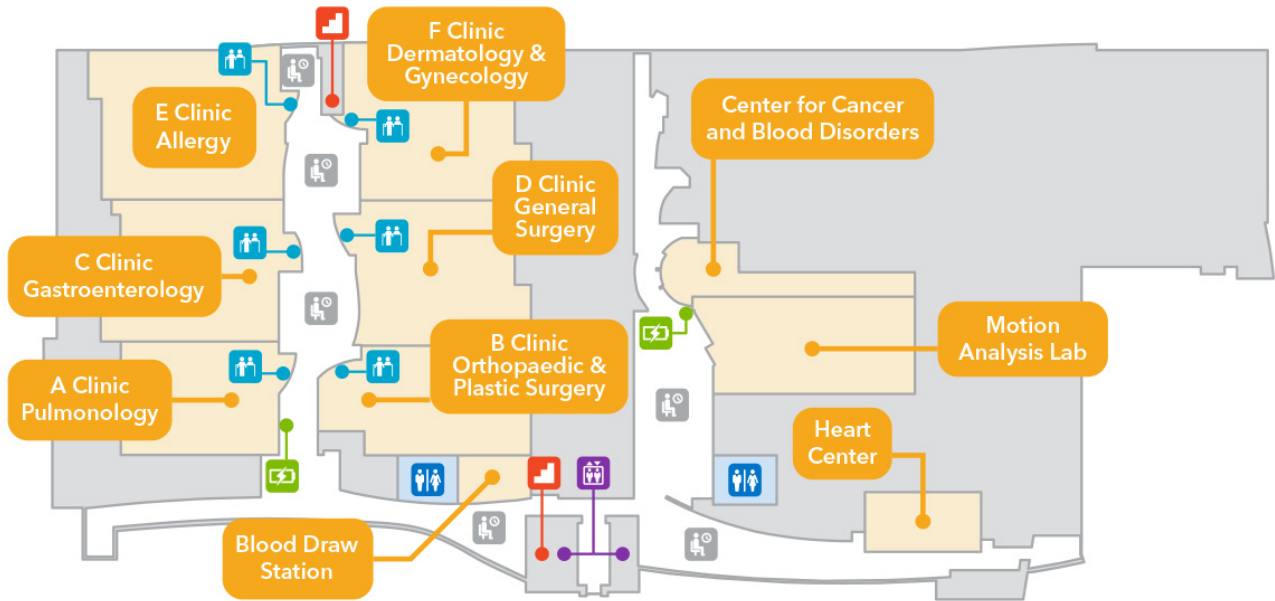 F Clinic
Dermatology &
Gynecology
E Clinic
Allergy
Center for Cancer
and Blood Disorders
D Clinic
General
Surgery
C Clinic
Gastroenterology
Motion
Analysis Lab
B Clinic
Orthopaedic &
Plastic Surgery
A Clinic
Pulmonology
Heart
Center
Blood Draw
Station